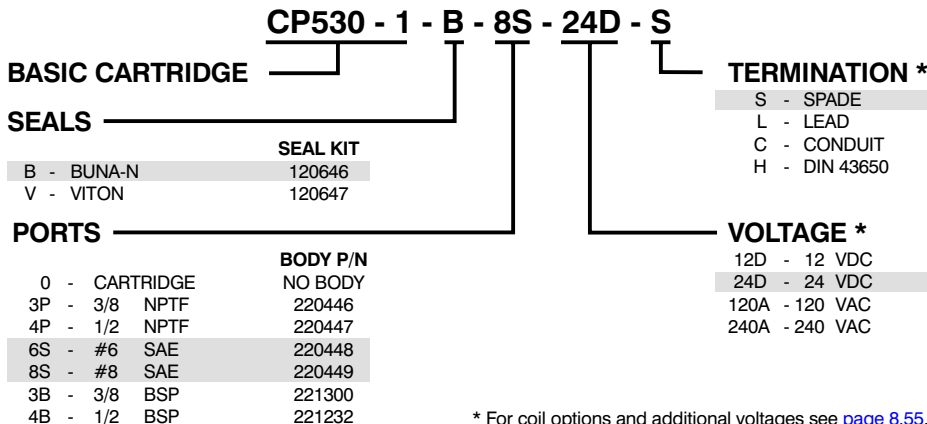 CP530 - 1 - B - 8S - 24D - S
BASIC CARTRIDGE
SEALS
SEAL KIT
B - BUNA-N 120646
V - VITON 120647
PORTS
BODY P/N
0 - CARTRIDGE NO BODY
3P - 3/8 NPTF 220446
4P - 1/2 NPTF 220447
6S - #6 SAE 220448
8S - #8 SAE 220449
3B - 3/8 BSP 221300
4B - 1/2 BSP 221232
TERMINATION *
S - SPADE
L - LEAD
C - CONDUIT
H - DIN 43650
VOLTAGE *
12D - 12 VDC
24D - 24 VDC
120A - 120 VAC
240A - 240 VAC
* For coil options and additional voltages see page 8.55.